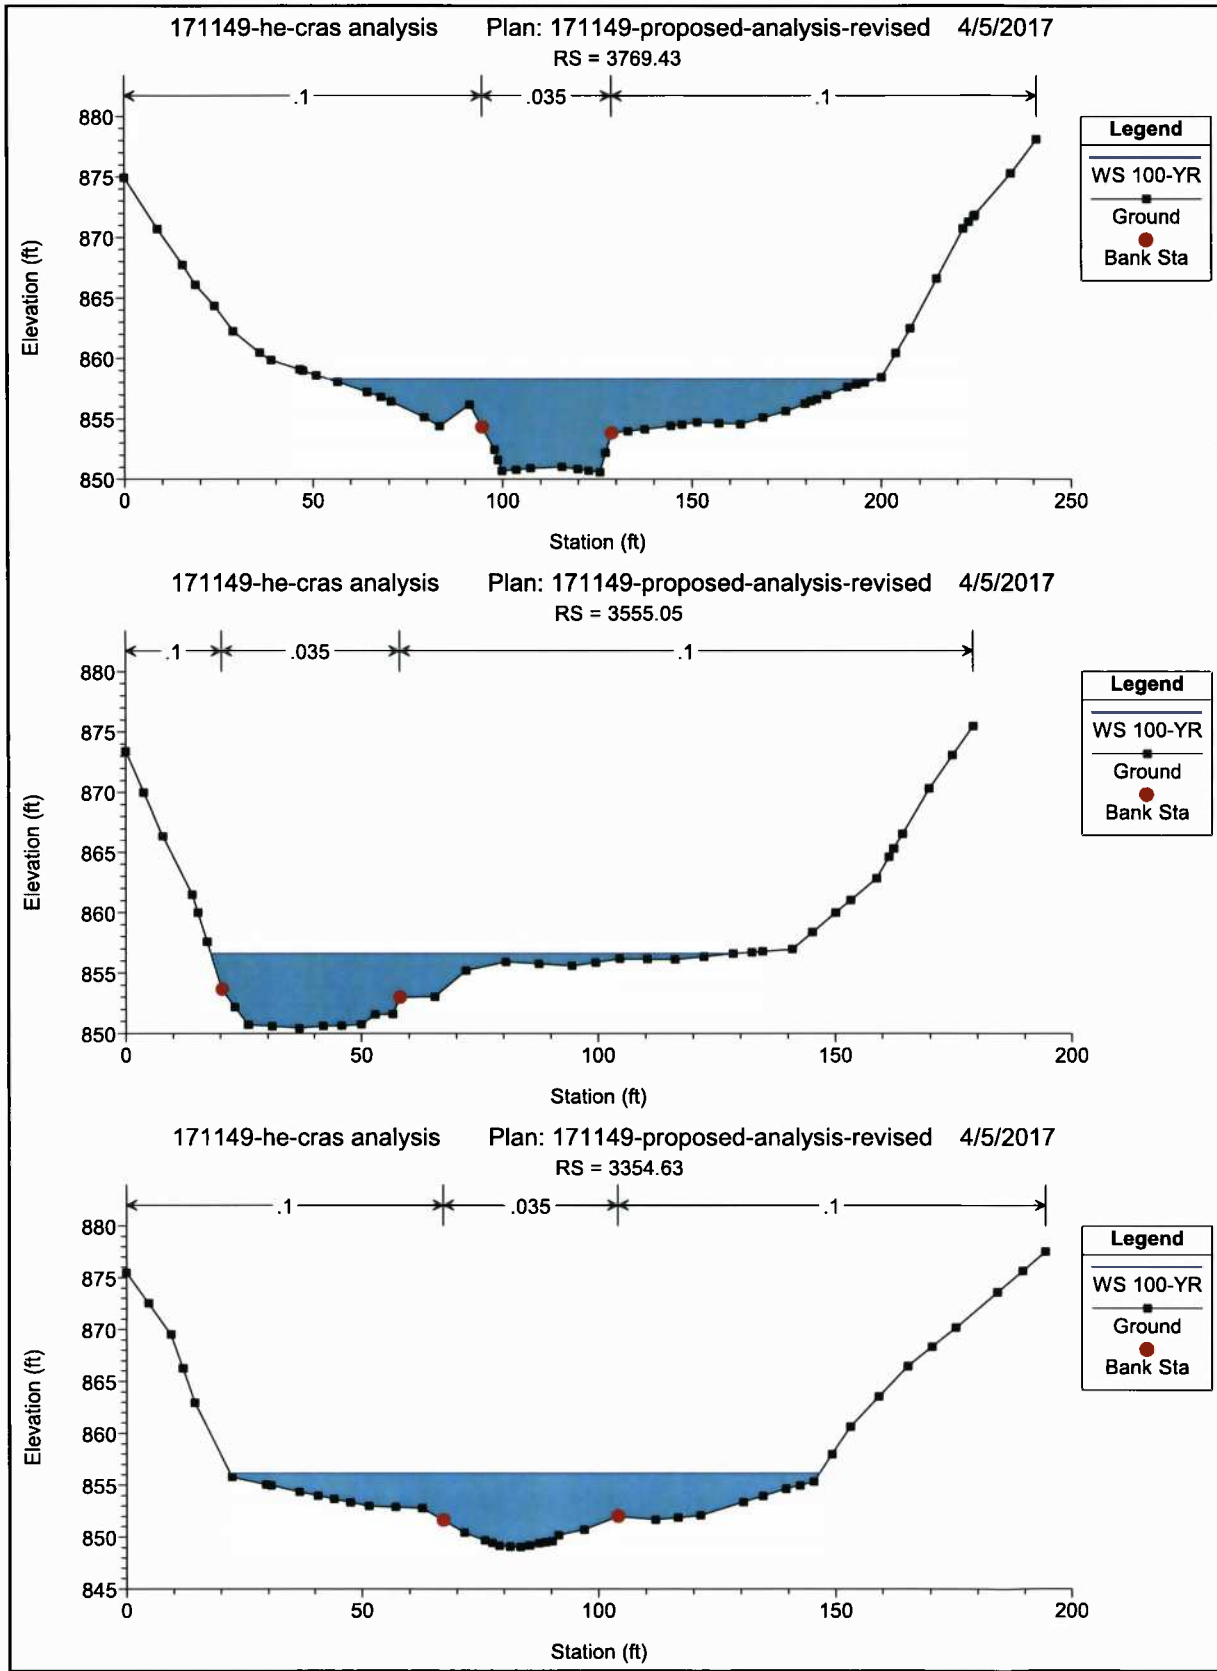 171149-he-cras analysis Plan: 171149-proposed-analysis-revised 4/5/2017
RS = 3769.43
.1 .035 .1
880
875
870
865
860
855
850
Elevation (ft)
0 50 100 150 200 250
Station (ft)
Legend
WS 100-YR
Ground
Bank Sta
171149-he-cras analysis Plan: 171149-proposed-analysis-revised 4/5/2017
RS = 3555.05
.1 .035 .1
880
875
870
865
860
855
850
Elevation (ft)
0 50 100 150 200
Station (ft)
Legend
WS 100-YR
Ground
Bank Sta
171149-he-cras analysis Plan: 171149-proposed-analysis-revised 4/5/2017
RS = 3354.63
.1 .035 .1
880
875
870
865
860
855
850
845
Elevation (ft)
0 50 100 150 200
Station (ft)
Legend
WS 100-YR
Ground
Bank Sta